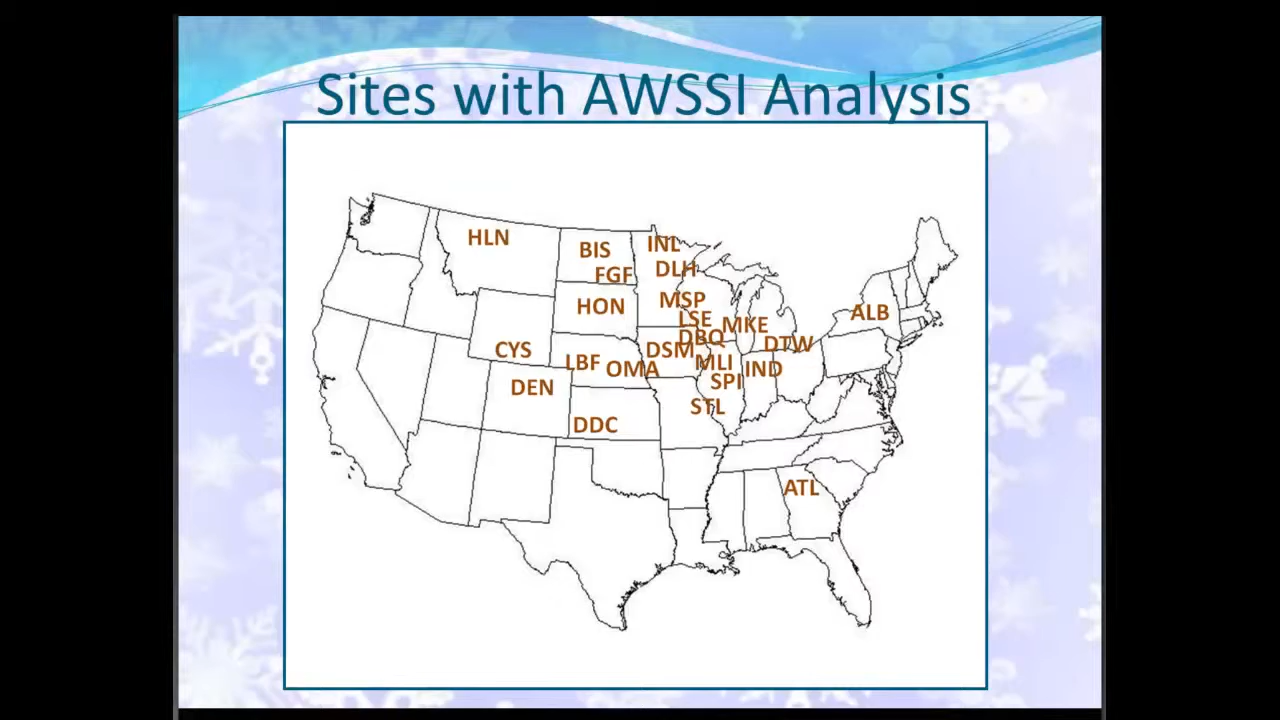 Sites with AWSSI Analysis
HLN
BIS
INL
FGF
DLH
HON
MSP
LSE
ALB
MKE
DBQ
DTW
CYS
DSM
LBF
OMA
MLI
IND
DEN
SPI
STL
DDC
ATL